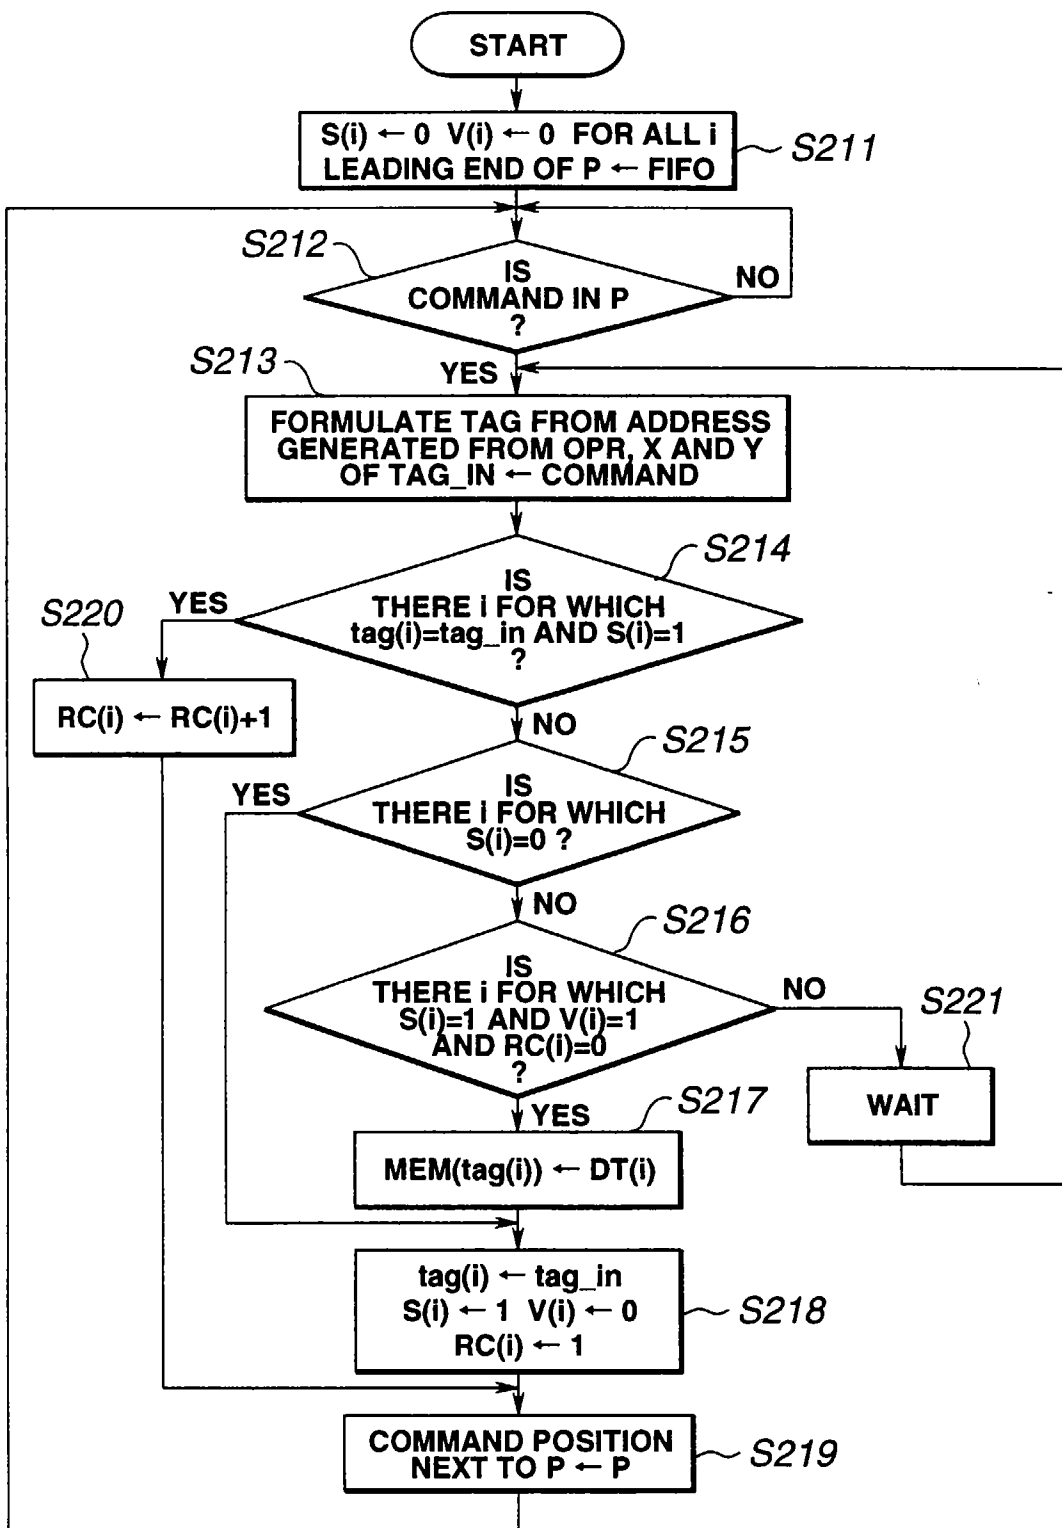 START
S(i) ← 0 V(i) ← 0 FOR ALL i
LEADING END OF P ← FIFO
S211
S212
IS
COMMAND IN P
?
NO
S213
YES
FORMULATE TAG FROM ADDRESS
GENERATED FROM OPR, X AND Y
OF TAG_IN ← COMMAND
S214
IS
THERE i FOR WHICH
tag(i)=tag_in AND S(i)=1
?
YES
S220
RC(i) ← RC(i)+1
NO
S215
IS
THERE i FOR WHICH
S(i)=0 ?
YES
NO
S216
IS
THERE i FOR WHICH
S(i)=1 AND V(i)=1
AND RC(i)=0
?
NO
S221
WAIT
YES
S217
MEM(tag(i)) ← DT(i)
tag(i) ← tag_in
S(i) ← 1 V(i) ← 0
RC(i) ← 1
S218
COMMAND POSITION
NEXT TO P ← P
S219